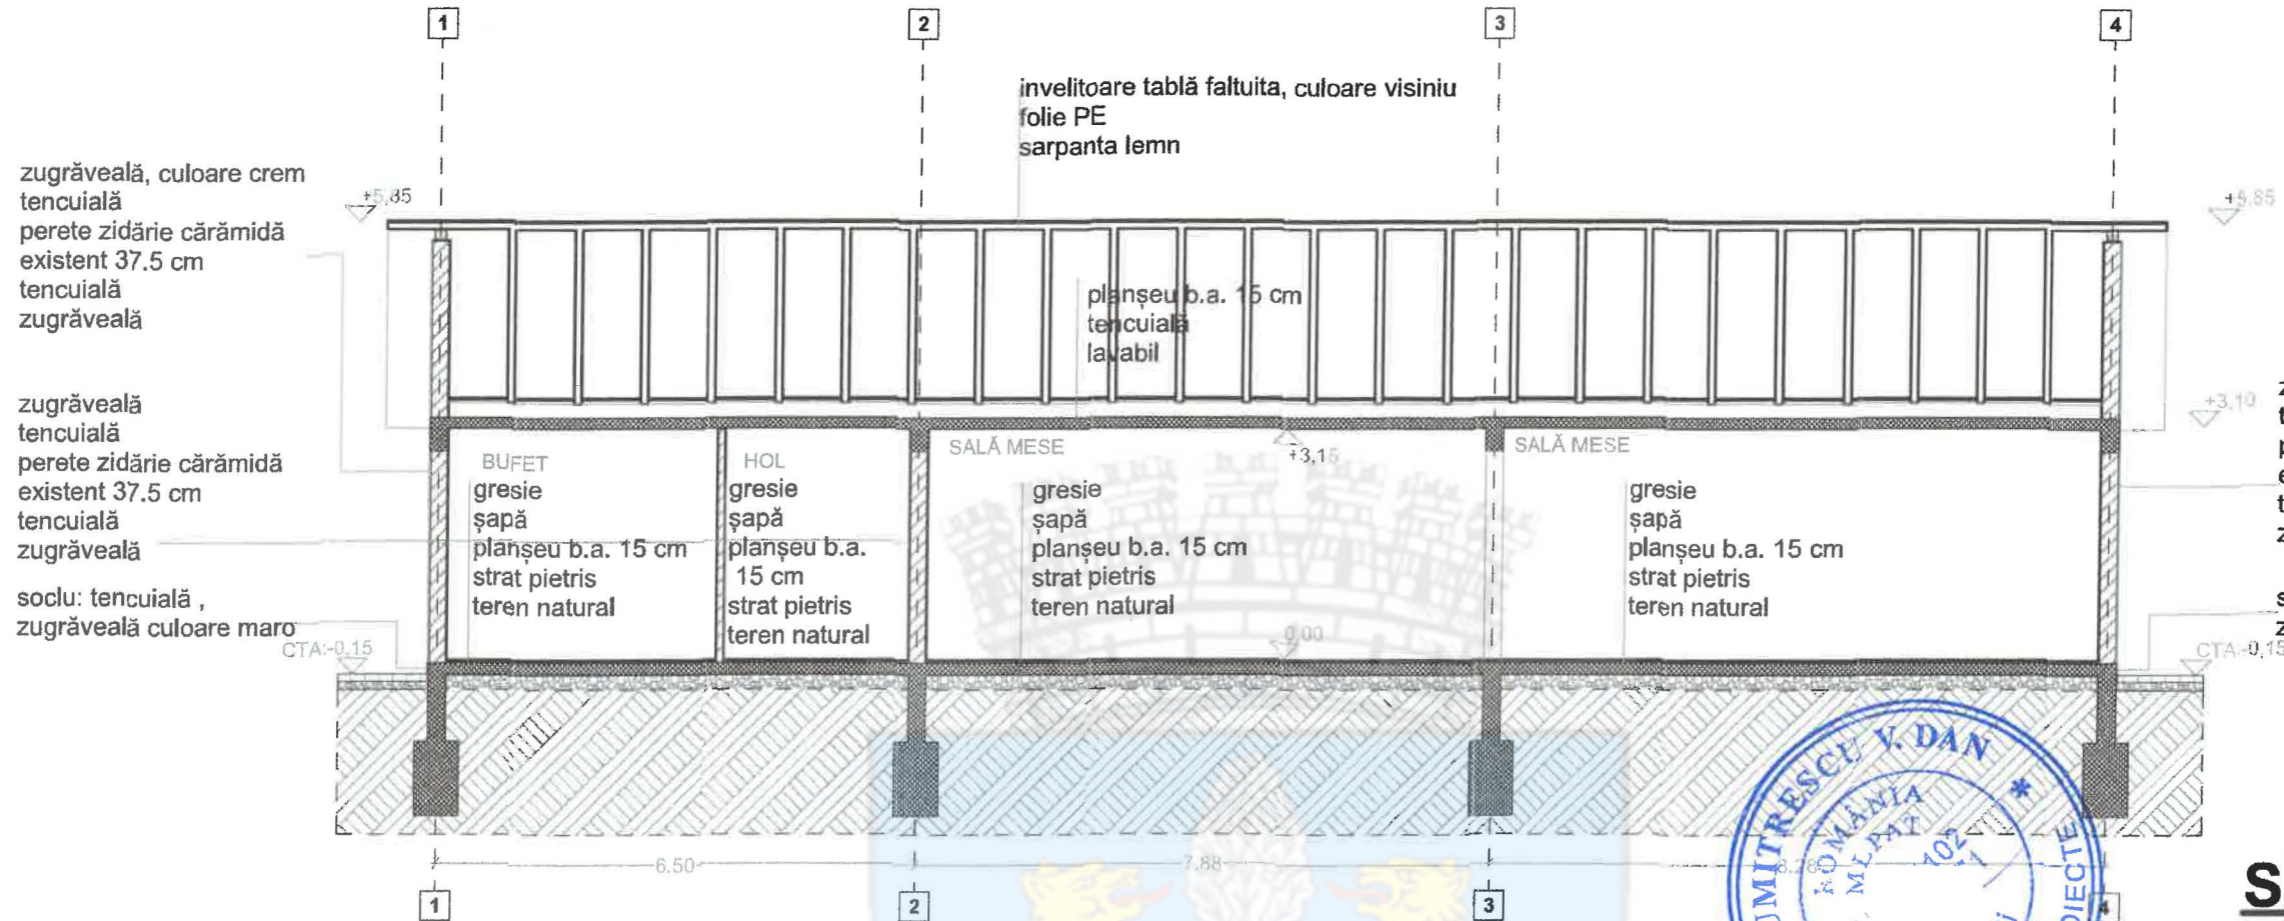 1
2
3
4
invelitoare tablă faltuita, culoare visiniu
folie PE
sarpanta lemn
zugrăveală, culoare crem
tencuială
perete zidărie cărămidă
existent 37.5 cm
tencuială
zugrăveală
+5,85
+5,85
planșeu b.a. 15 cm
tencuială
lavabil
zugrăveală
tencuială
perete zidărie cărămidă
existent 37.5 cm
tencuială
zugrăveală
+3,10
BUFET
gresie
șapă
planșeu b.a. 15 cm
strat pietris
teren natural
HOL
gresie
șapă
planșeu b.a.
15 cm
strat pietris
teren natural
SALĂ MESE
+3,15
gresie
șapă
planșeu b.a. 15 cm
strat pietris
teren natural
SALĂ MESE
gresie
șapă
planșeu b.a. 15 cm
strat pietris
teren natural
soclu: tencuială ,
zugrăveală culoare maro
CTA:-0,15
0,00
CTA-0,15
6.50
7.88
8.28
1
2
3
4
UMITRESCU V. DAN *
ROMÂNIA
MLPAT
102
S